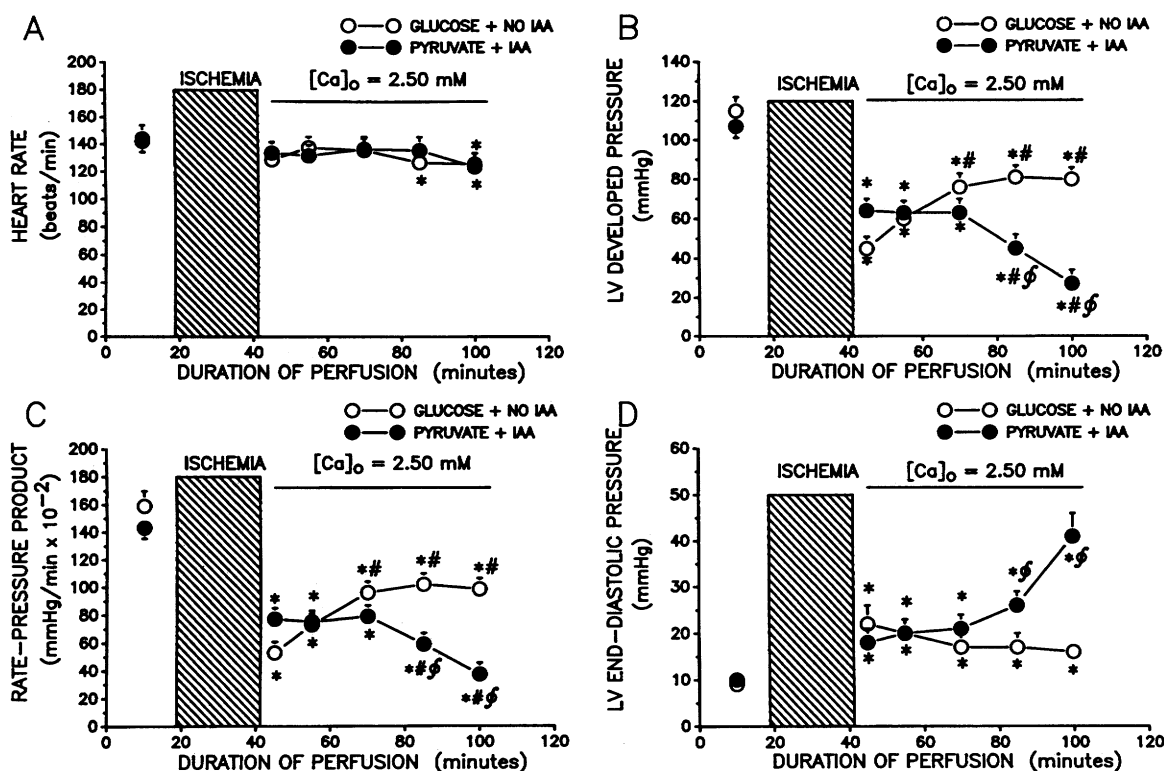 A
GLUCOSE + NO IAA
PYRUVATE + IAA
ISCHEMIA
[Ca]o = 2.50 mM
HEART RATE
(beats/min)
200
180
160
140
120
100
80
60
40
20
0
* * *
0 20 40 60 80 100 120
DURATION OF PERFUSION (minutes)
B
GLUCOSE + NO IAA
PYRUVATE + IAA
ISCHEMIA
[Ca]o = 2.50 mM
LV DEVELOPED PRESSURE
(mmHg)
140
120
100
80
60
40
20
0
* * *# *# *#
* * * *#∮ *#∮
0 20 40 60 80 100 120
DURATION OF PERFUSION (minutes)
C
GLUCOSE + NO IAA
PYRUVATE + IAA
ISCHEMIA
[Ca]o = 2.50 mM
RATE-PRESSURE PRODUCT
(mmHg/min x 10⁻²)
200
180
160
140
120
100
80
60
40
20
0
* * *# *# *#
* * * *#∮ *#∮
0 20 40 60 80 100 120
DURATION OF PERFUSION (minutes)
D
GLUCOSE + NO IAA
PYRUVATE + IAA
ISCHEMIA
[Ca]o = 2.50 mM
LV END-DIASTOLIC PRESSURE
(mmHg)
60
50
40
30
20
10
0
* * * *∮ *∮
* * * * *
0 20 40 60 80 100 120
DURATION OF PERFUSION (minutes)